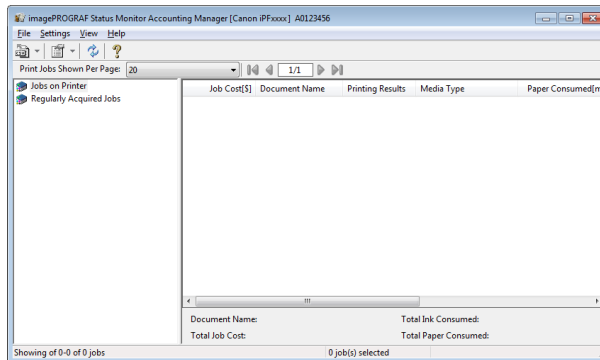 imagePROGRAF Status Monitor Accounting Manager [Canon iPFxxxx] A0123456
File Settings View Help
Print Jobs Shown Per Page: 20 1/1
Jobs on Printer
Regularly Acquired Jobs
Job Cost[$] Document Name Printing Results Media Type Paper Consumed[m
Document Name: Total Ink Consumed:
Total Job Cost: Total Paper Consumed:
Showing of 0-0 of 0 jobs 0 job(s) selected